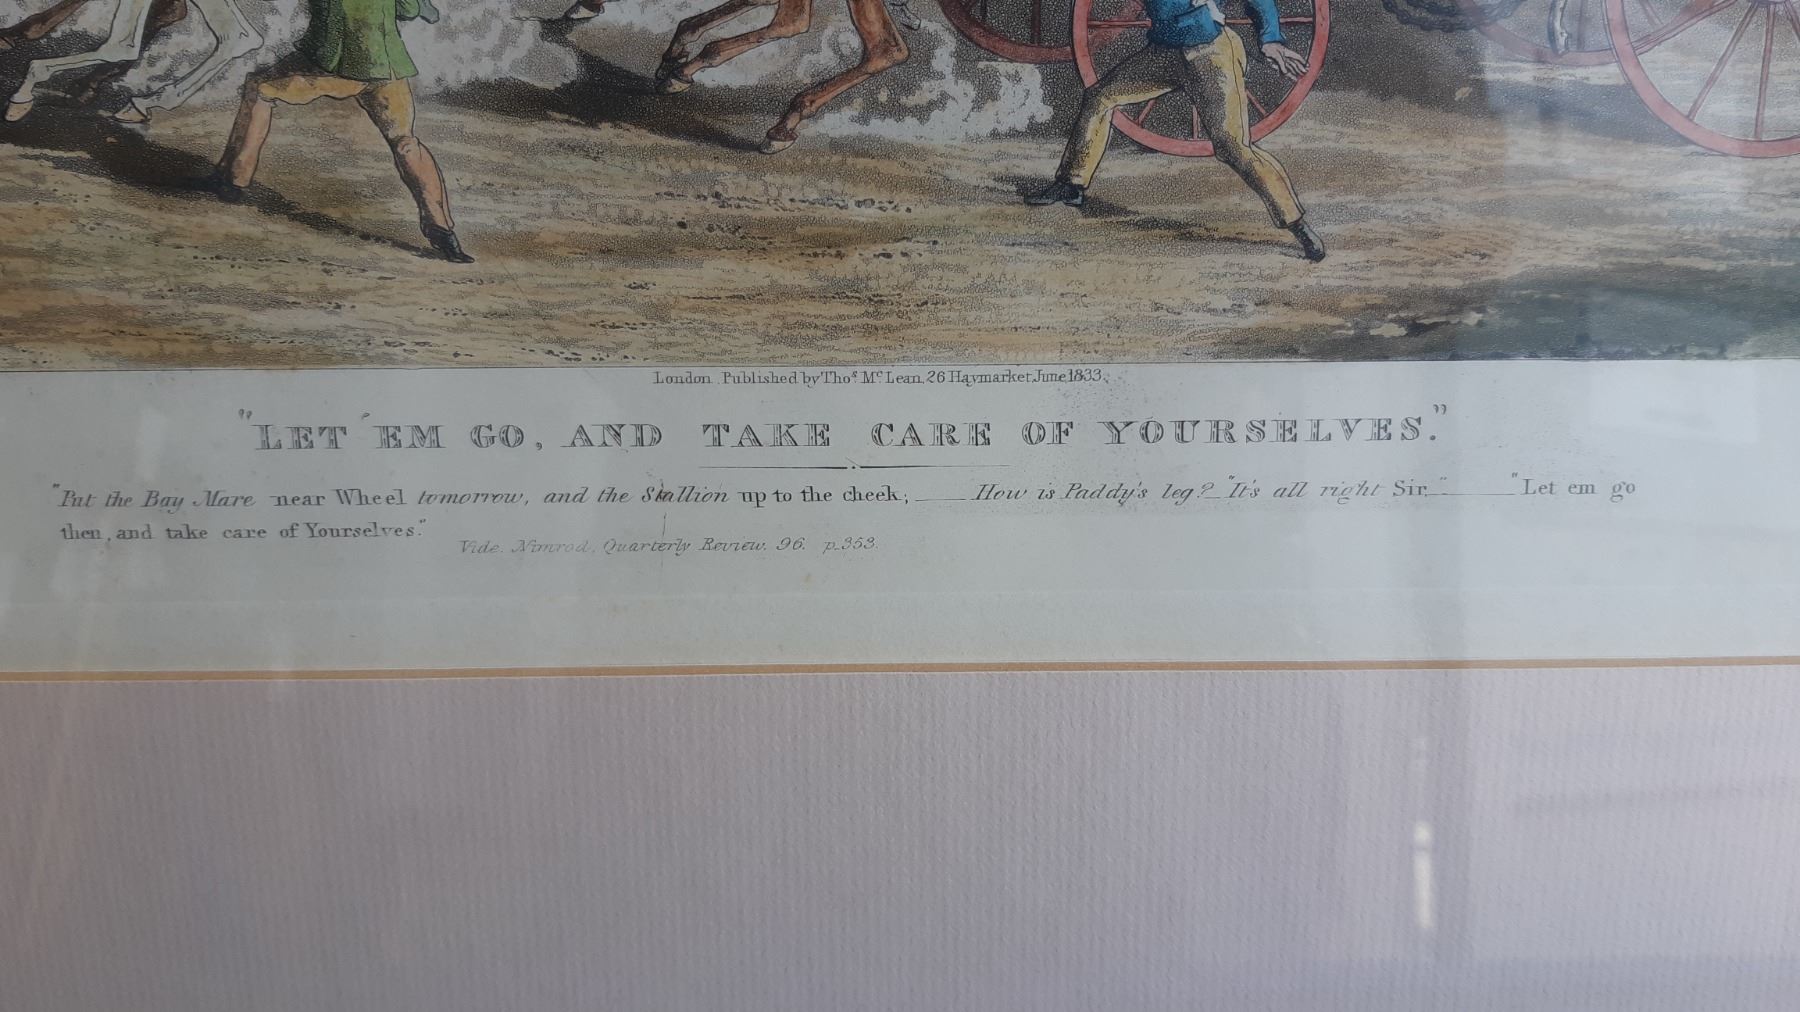 London Published by Thos. Mc.Lean, 26 Haymarket June 1833.
"LET 'EM GO, AND TAKE CARE OF YOURSELVES."
"Put the Bay Mare near Wheel tomorrow, and the Stallion up to the cheek; ___ How is Paddy's leg? _ "It's all right Sir," ___ "Let em go
then, and take care of Yourselves."
Vide. Nimrod, Quarterly Review. 96. p. 353.